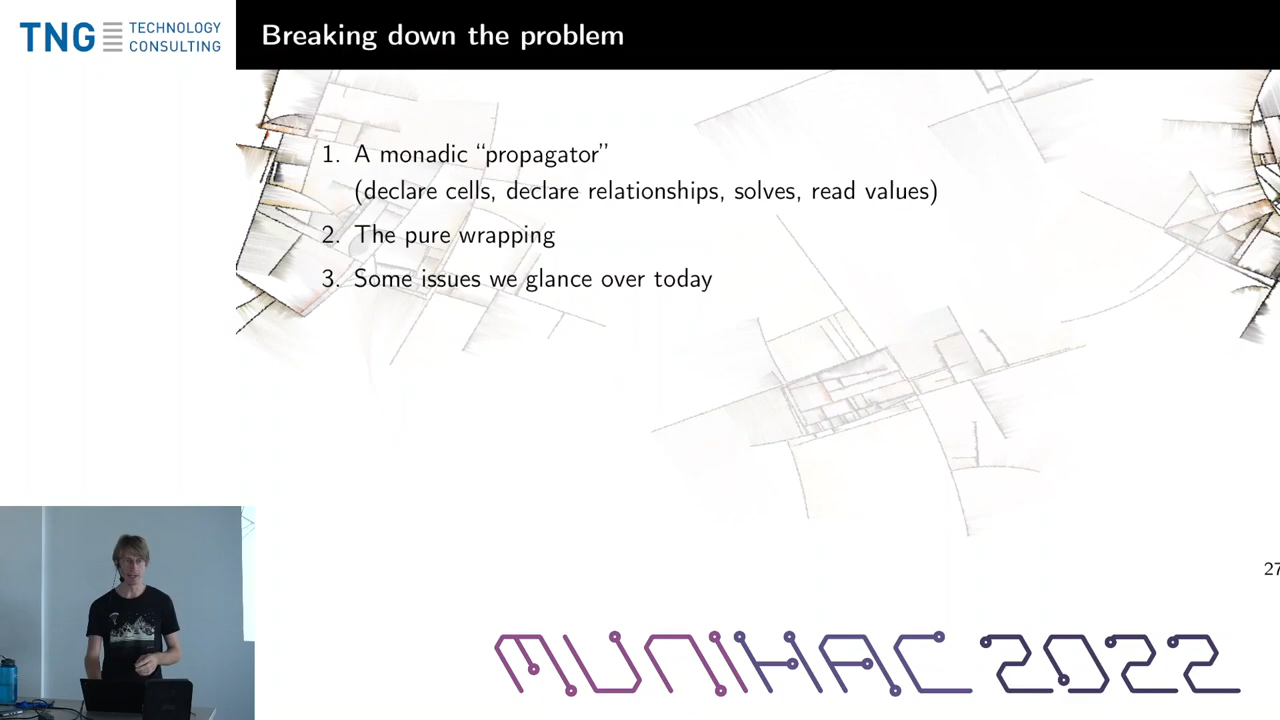 TNG TECHNOLOGY
CONSULTING
Breaking down the problem
1. A monadic “propagator”
(declare cells, declare relationships, solves, read values)
2. The pure wrapping
3. Some issues we glance over today
27
MUNIHAC 2022